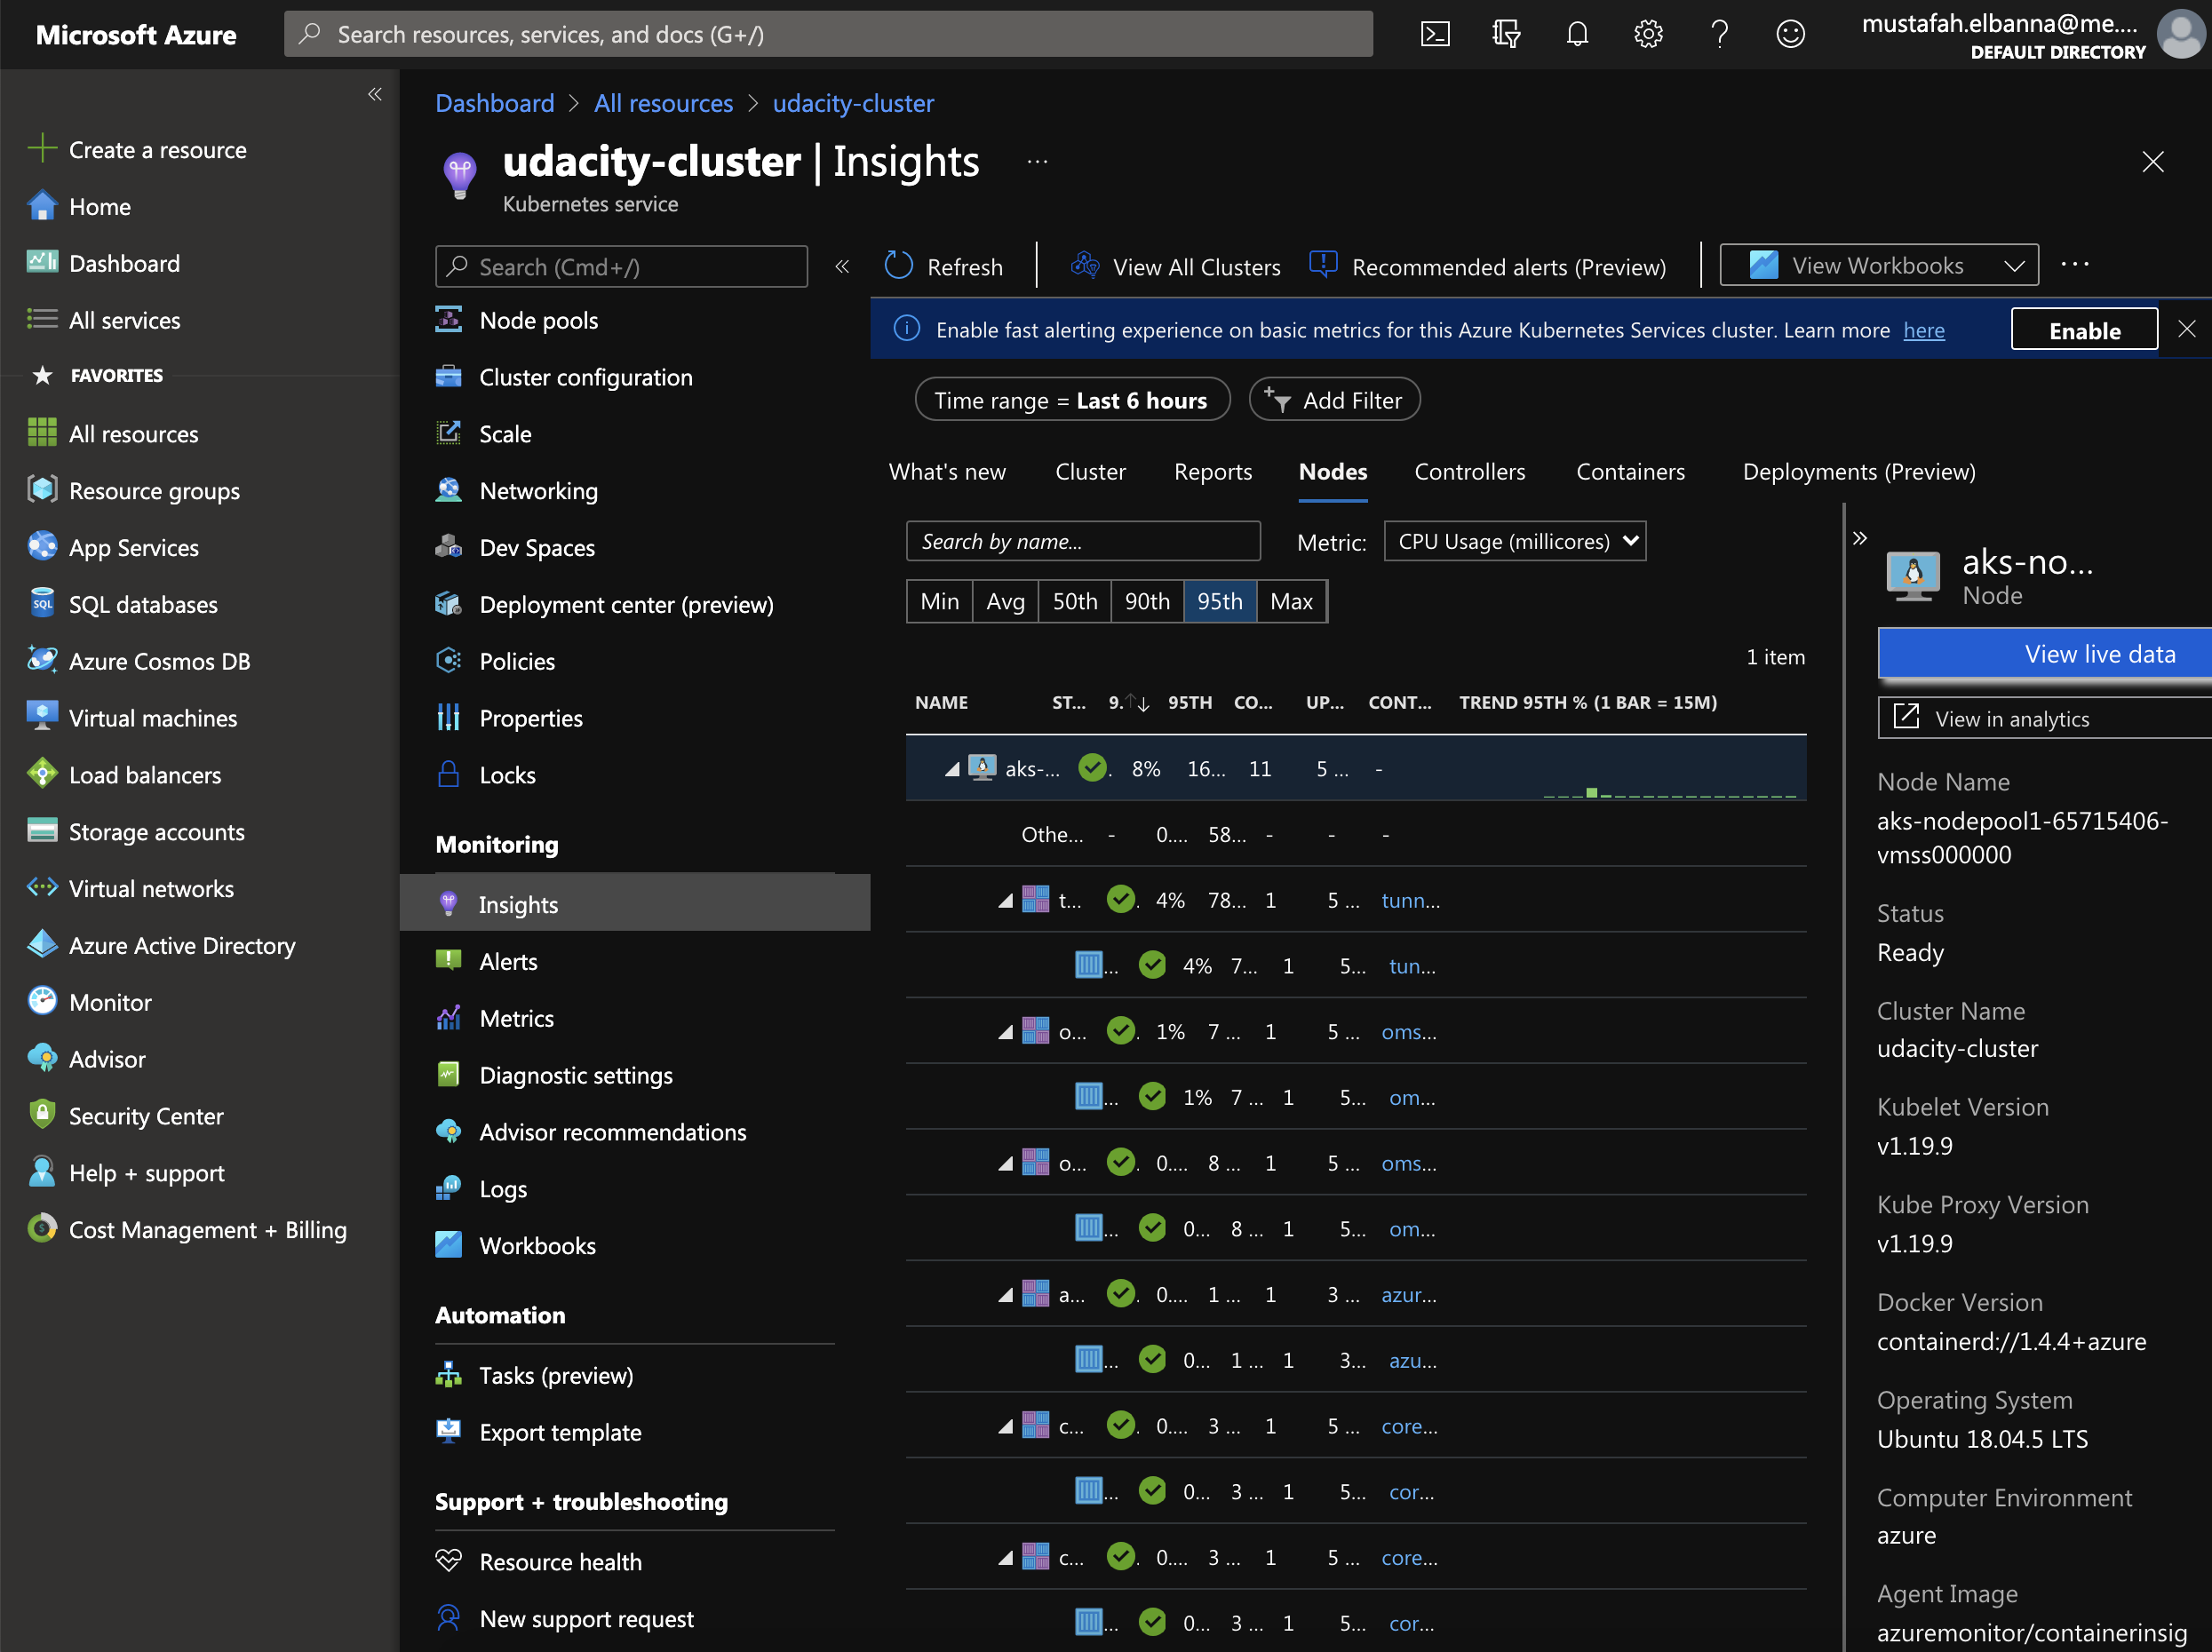 Microsoft Azure
Search resources, services, and docs (G+/)
mustafah.elbanna@me....
DEFAULT DIRECTORY
Create a resource
Home
Dashboard
All services
FAVORITES
All resources
Resource groups
App Services
SQL databases
Azure Cosmos DB
Virtual machines
Load balancers
Storage accounts
Virtual networks
Azure Active Directory
Monitor
Advisor
Security Center
Help + support
Cost Management + Billing
Dashboard > All resources > udacity-cluster
udacity-cluster | Insights ...
Kubernetes service
Search (Cmd+/)
Node pools
Cluster configuration
Scale
Networking
Dev Spaces
Deployment center (preview)
Policies
Properties
Locks
Monitoring
Insights
Alerts
Metrics
Diagnostic settings
Advisor recommendations
Logs
Workbooks
Automation
Tasks (preview)
Export template
Support + troubleshooting
Resource health
New support request
Refresh View All Clusters Recommended alerts (Preview) View Workbooks ...
Enable fast alerting experience on basic metrics for this Azure Kubernetes Services cluster. Learn more here Enable
Time range = Last 6 hours Add Filter
What's new Cluster Reports Nodes Controllers Containers Deployments (Preview)
Search by name... Metric: CPU Usage (millicores)
Min Avg 50th 90th 95th Max
1 item
NAME ST... 9.↑↓ 95TH CO... UP... CONT... TREND 95TH % (1 BAR = 15M)
aks-... 8% 16... 11 5 ... -
Othe... - 0.... 58... - - -
t... 4% 78... 1 5 ... tunn...
... 4% 7... 1 5... tun...
o... 1% 7 ... 1 5 ... oms...
... 1% 7 ... 1 5... om...
o... 0.... 8 ... 1 5 ... oms...
... 0... 8 ... 1 5... om...
a... 0.... 1 ... 1 3 ... azur...
... 0... 1 ... 1 3... azu...
c... 0.... 3 ... 1 5 ... core...
... 0... 3 ... 1 5... cor...
c... 0.... 3 ... 1 5 ... core...
... 0... 3 ... 1 5... cor...
aks-no...
Node
View live data
View in analytics
Node Name
aks-nodepool1-65715406-
vmss000000
Status
Ready
Cluster Name
udacity-cluster
Kubelet Version
v1.19.9
Kube Proxy Version
v1.19.9
Docker Version
containerd://1.4.4+azure
Operating System
Ubuntu 18.04.5 LTS
Computer Environment
azure
Agent Image
azuremonitor/containerinsig